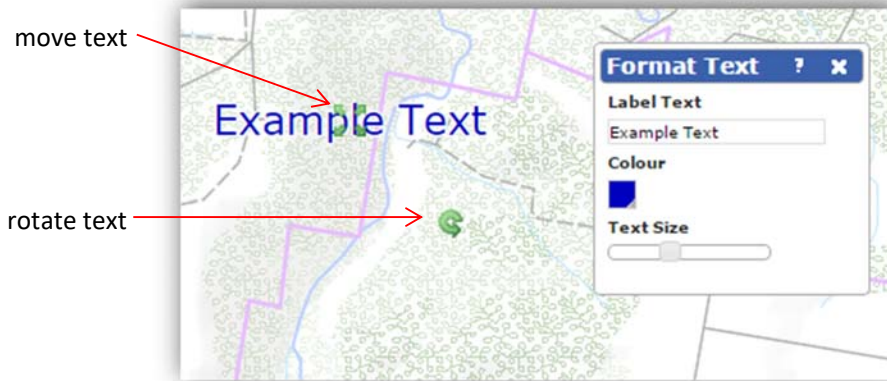 move text
Example Text
rotate text
Format Text ? x
Label Text
Example Text
Colour
Text Size